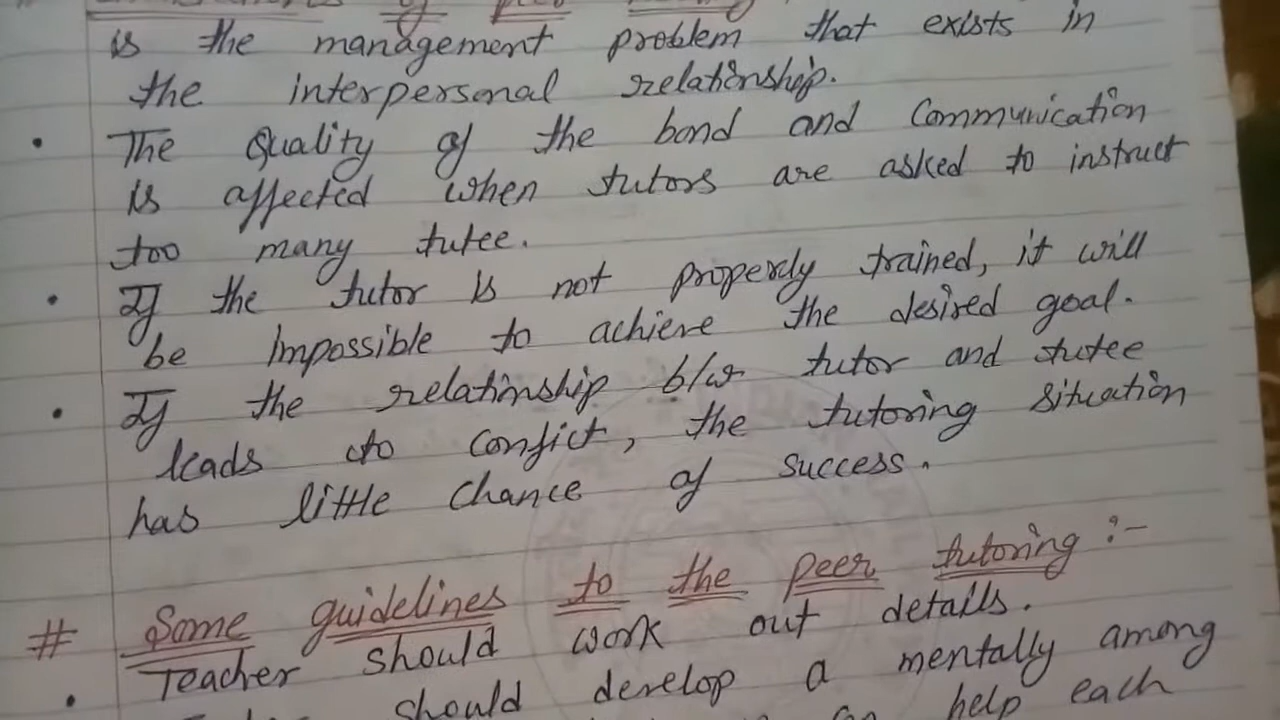 of peer
is the management problem that exists in
the interpersonal relationship.
• The Quality of the bond and Communication
is affected when tutors are asked to instruct
too many tutee.
• If the tutor is not properly trained, it will
be impossible to achieve the desired goal.
• If the relatinship b/w tutor and tutee
leads to confict, the tutoring situation
has little chance of success.
# Some guidelines to the peer tutoring :-
• Teacher should work out details.
should develop a mentally among
help each